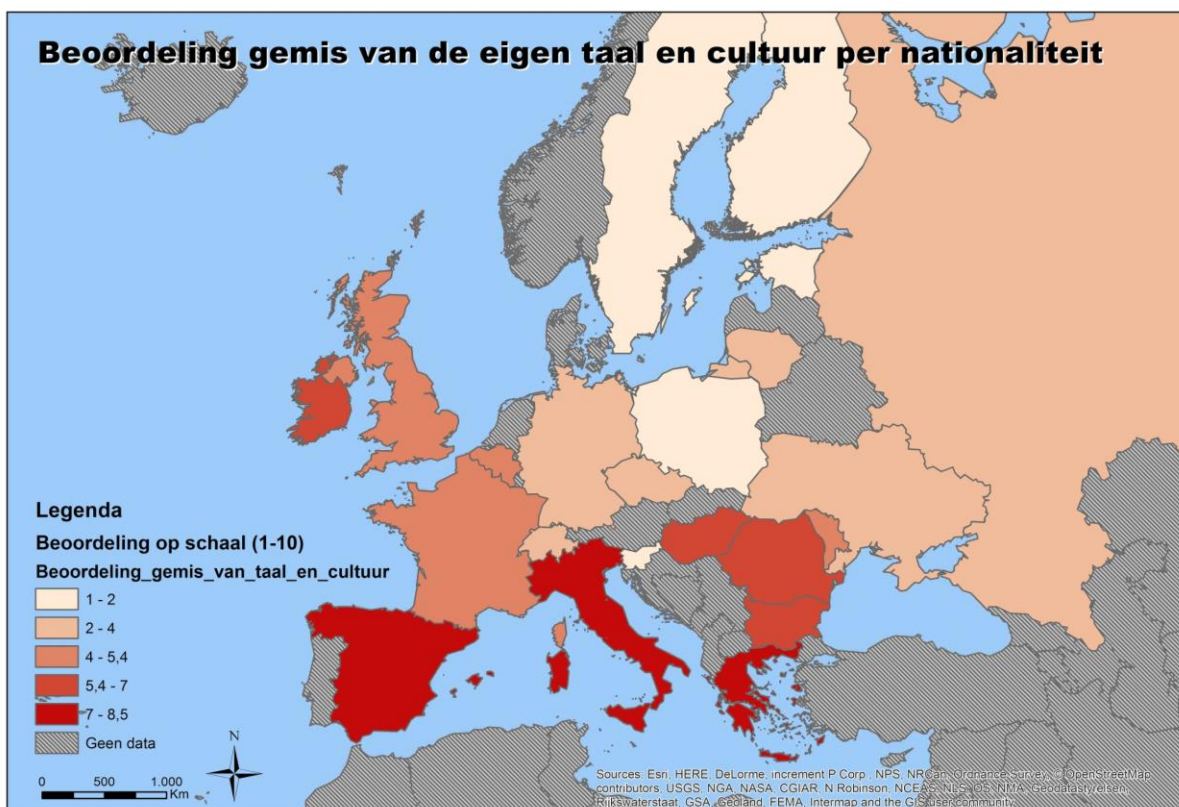 Beoordeling gemis van de eigen taal en cultuur per nationaliteit
Legenda
Beoordeling op schaal (1-10)
Beoordeling_gemis_van_taal_en_cultuur
1 - 2
2 - 4
4 - 5,4
5,4 - 7
7 - 8,5
Geen data
N
0 500 1.000
Km
Sources: Esri, HERE, DeLorme, increment P Corp., NPS, NRCan, Ordnance Survey, © OpenStreetMap
contributors, USGS, NGA, NASA, CGIAR, N Robinson, NCEAS, NLS, OS, NMA, Geodatastyrelsen,
Rijkswaterstaat, GSA, Geoland, FEMA, Intermap and the GIS user community